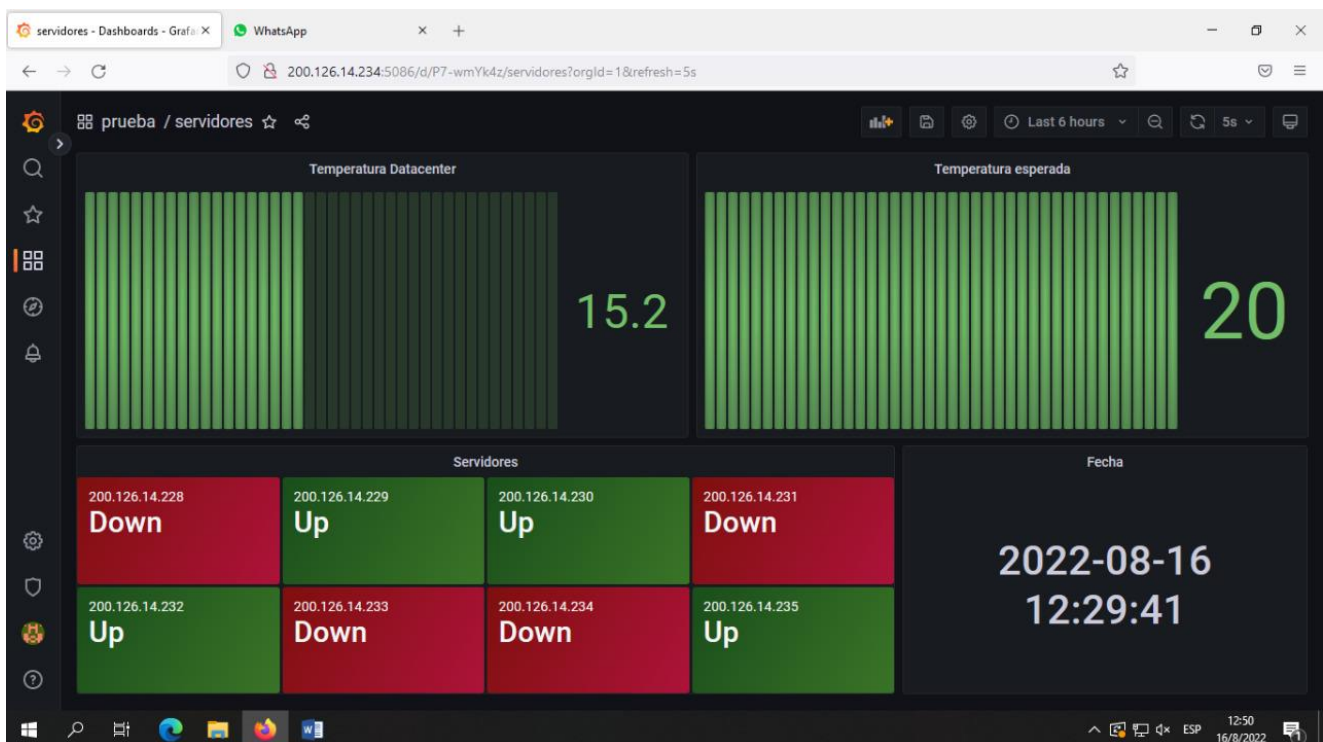 servidores - Dashboards - Grafa
WhatsApp
200.126.14.234:5086/d/P7-wmYk4z/servidores?orgId=1&refresh=5s
prueba / servidores
Last 6 hours
5s
Temperatura Datacenter
Temperatura esperada
15.2
20
Servidores
Fecha
200.126.14.228
Down
200.126.14.229
Up
200.126.14.230
Up
200.126.14.231
Down
200.126.14.232
Up
200.126.14.233
Down
200.126.14.234
Down
200.126.14.235
Up
2022-08-16
12:29:41
ESP
12:50
16/8/2022